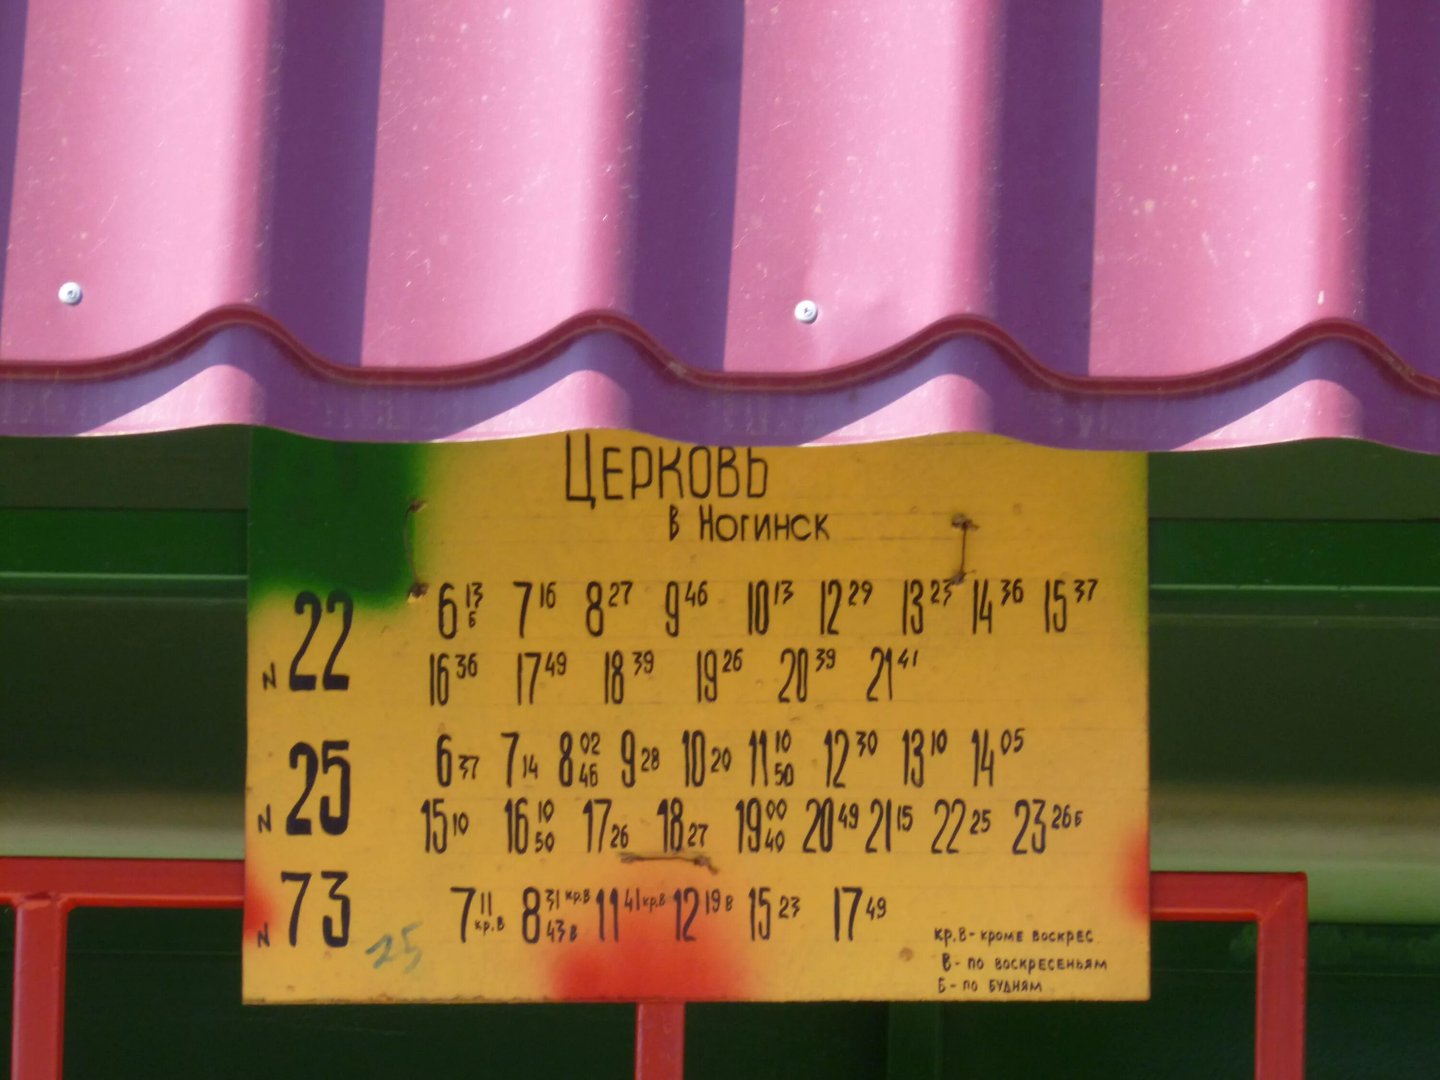 ЦЕРКОВЬ
в Ногинск
N 22 6 13 Б 7 16 8 27 9 46 10 13 12 29 13 23 14 36 15 37
16 36 17 49 18 39 19 26 20 39 21 41
N 25 6 37 7 14 8 02 46 9 28 10 20 11 10 50 12 30 13 10 14 05
15 10 16 10 50 17 26 18 27 19 00 40 20 49 21 15 22 25 23 26 Б
N 73 7 11 кр.В 8 31 кр.В 43 В 11 41 кр.В 12 19 В 15 23 17 49
25
кр.В - кроме воскрес.
В - по воскресеньям
Б - по будням